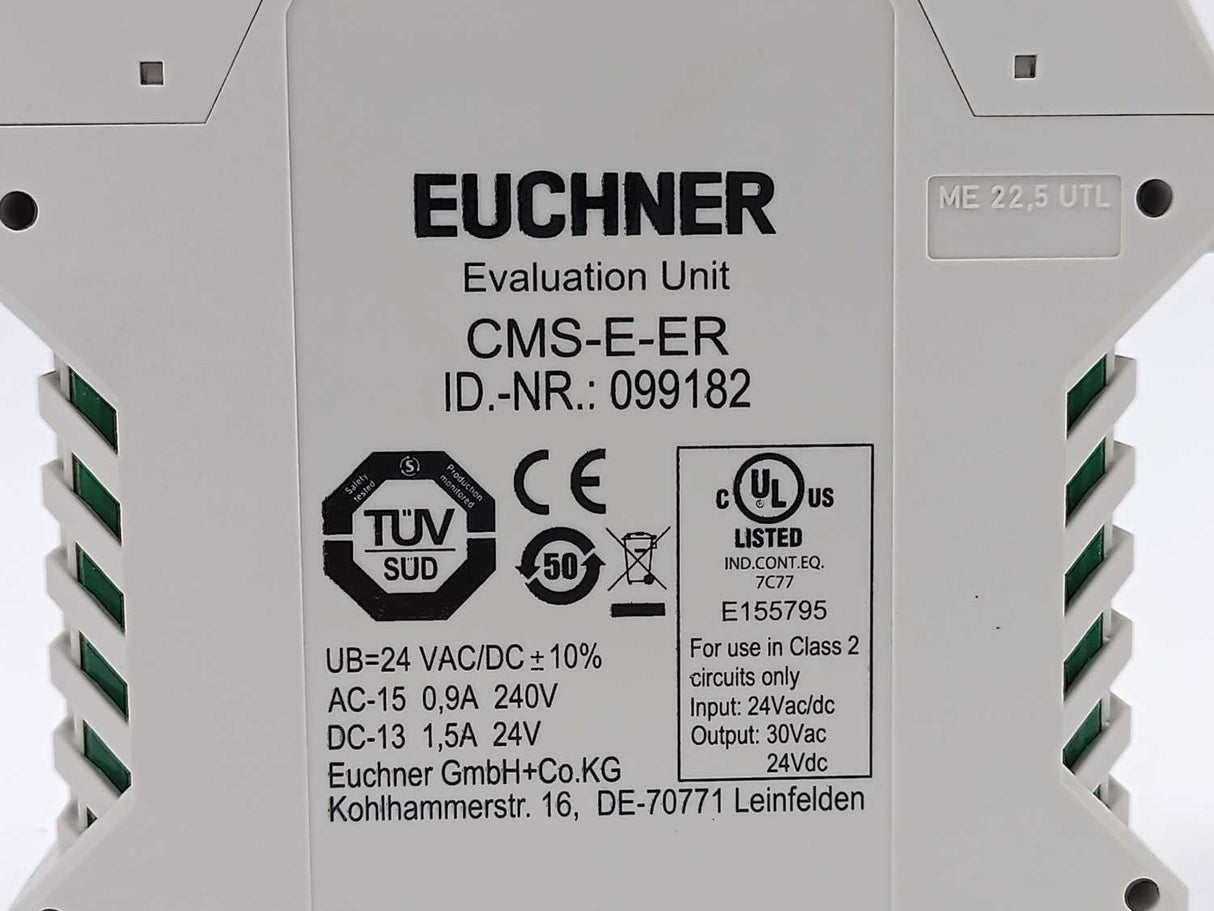 EUCHNER
ME 22,5 UTL
Evaluation Unit
CMS-E-ER
ID.-NR.: 099182
Safety tested
S
Production monitored
TÜV
SÜD
CE
50
C UL US
LISTED
IND.CONT.EQ.
7C77
E155795
For use in Class 2
circuits only
Input: 24Vac/dc
Output: 30Vac
24Vdc
UB=24 VAC/DC ±10%
AC-15 0,9A 240V
DC-13 1,5A 24V
Euchner GmbH+Co.KG
Kohlhammerstr. 16, DE-70771 Leinfelden